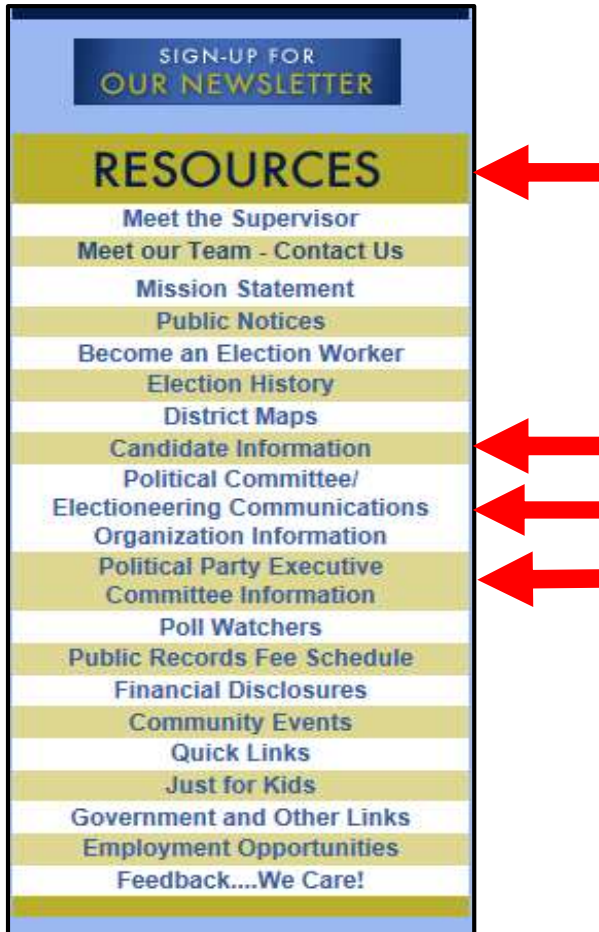 SIGN-UP FOR
OUR NEWSLETTER
RESOURCES
Meet the Supervisor
Meet our Team - Contact Us
Mission Statement
Public Notices
Become an Election Worker
Election History
District Maps
Candidate Information
Political Committee/
Electioneering Communications
Organization Information
Political Party Executive
Committee Information
Poll Watchers
Public Records Fee Schedule
Financial Disclosures
Community Events
Quick Links
Just for Kids
Government and Other Links
Employment Opportunities
Feedback....We Care!